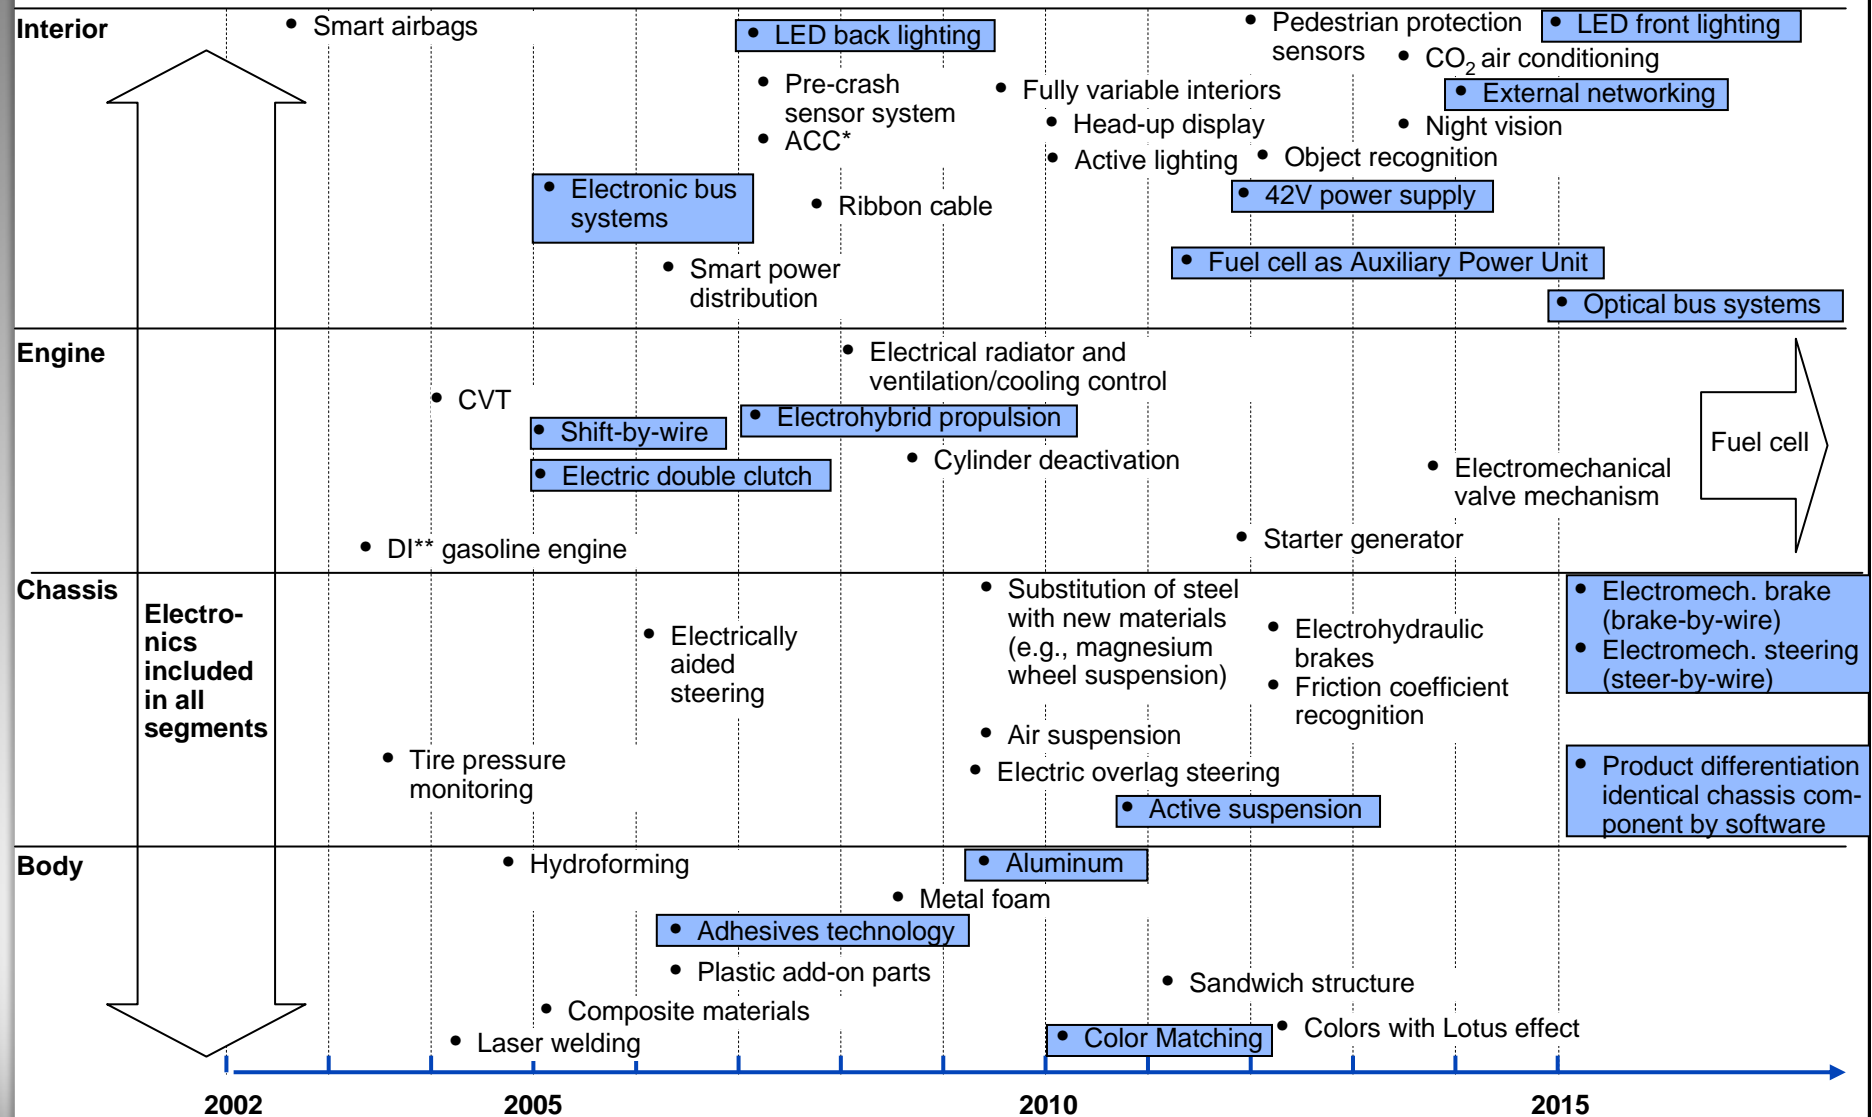 Interior
• Smart airbags
• LED back lighting
• Pedestrian protection
sensors
• LED front lighting
• CO2 air conditioning
• Pre-crash
sensor system
• Fully variable interiors
• External networking
• ACC*
• Head-up display
• Night vision
• Active lighting
• Object recognition
• Electronic bus
systems
• Ribbon cable
• 42V power supply
• Smart power
distribution
• Fuel cell as Auxiliary Power Unit
• Optical bus systems
Engine
• Electrical radiator and
ventilation/cooling control
• CVT
• Shift-by-wire
• Electrohybrid propulsion
• Electric double clutch
• Cylinder deactivation
• Electromechanical
valve mechanism
Fuel cell
• DI** gasoline engine
• Starter generator
Chassis
Electro-
nics
included
in all
segments
• Substitution of steel
with new materials
(e.g., magnesium
wheel suspension)
• Electrically
aided
steering
• Electrohydraulic
brakes
• Friction coefficient
recognition
• Electromech. brake
(brake-by-wire)
• Electromech. steering
(steer-by-wire)
• Air suspension
• Tire pressure
monitoring
• Electric overlag steering
• Active suspension
• Product differentiation
identical chassis com-
ponent by software
Body
• Hydroforming
• Aluminum
• Metal foam
• Adhesives technology
• Plastic add-on parts
• Sandwich structure
• Composite materials
• Laser welding
• Color Matching
• Colors with Lotus effect
2002
2005
2010
2015